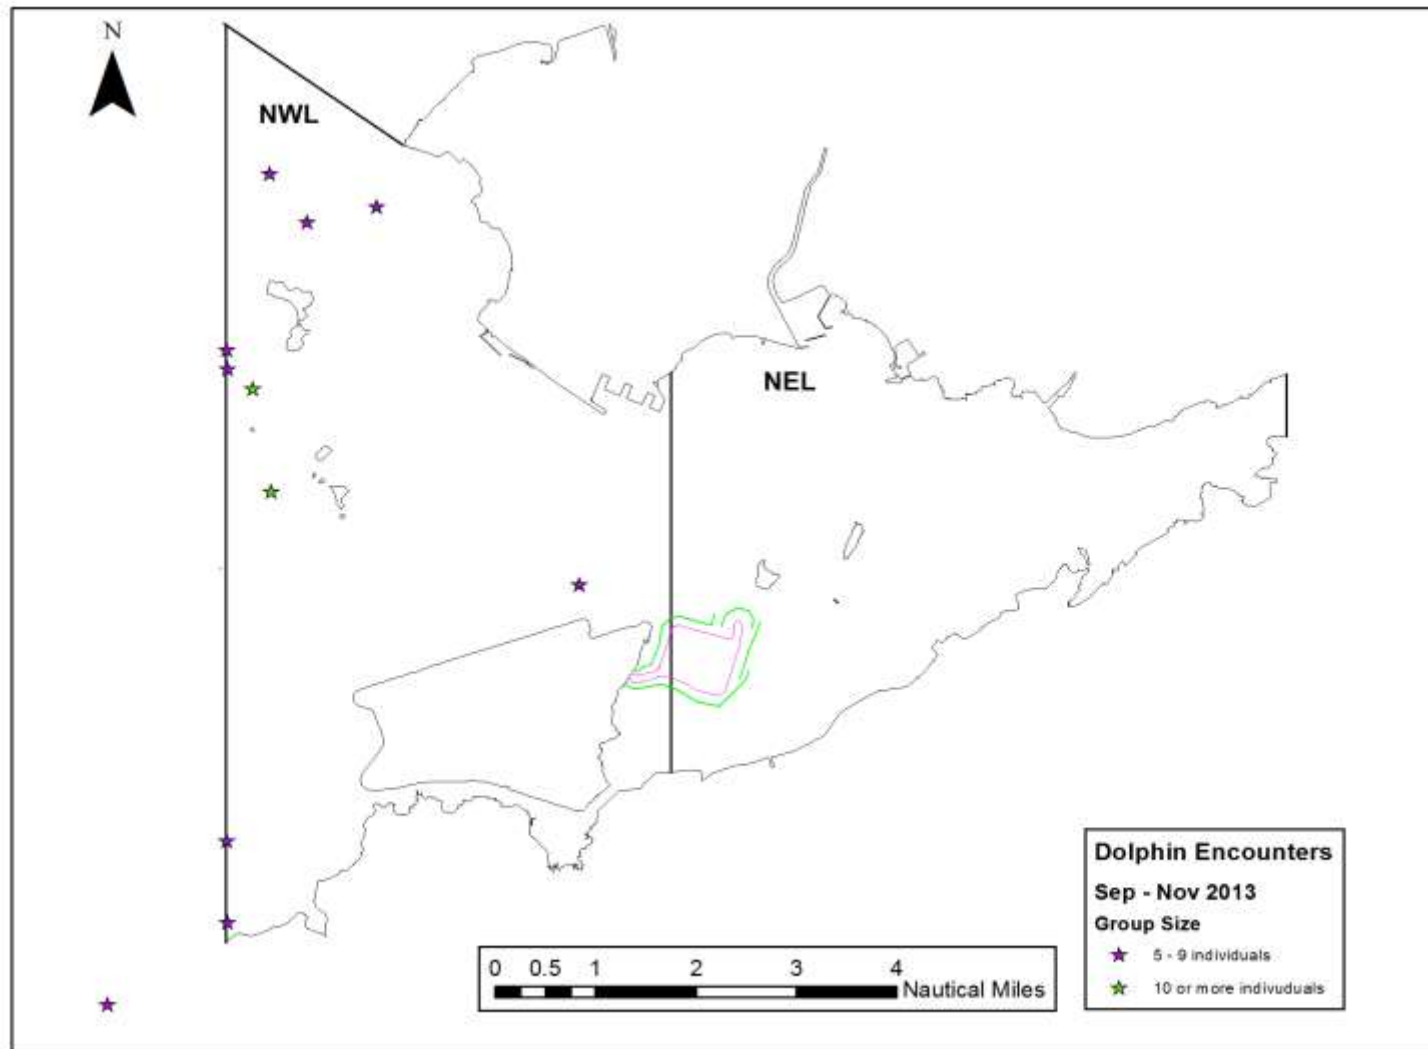 N
NWL
NEL
Dolphin Encounters
Sep - Nov 2013
Group Size
5 - 9 individuals
10 or more indivuduals
0 0.5 1 2 3 4
Nautical Miles